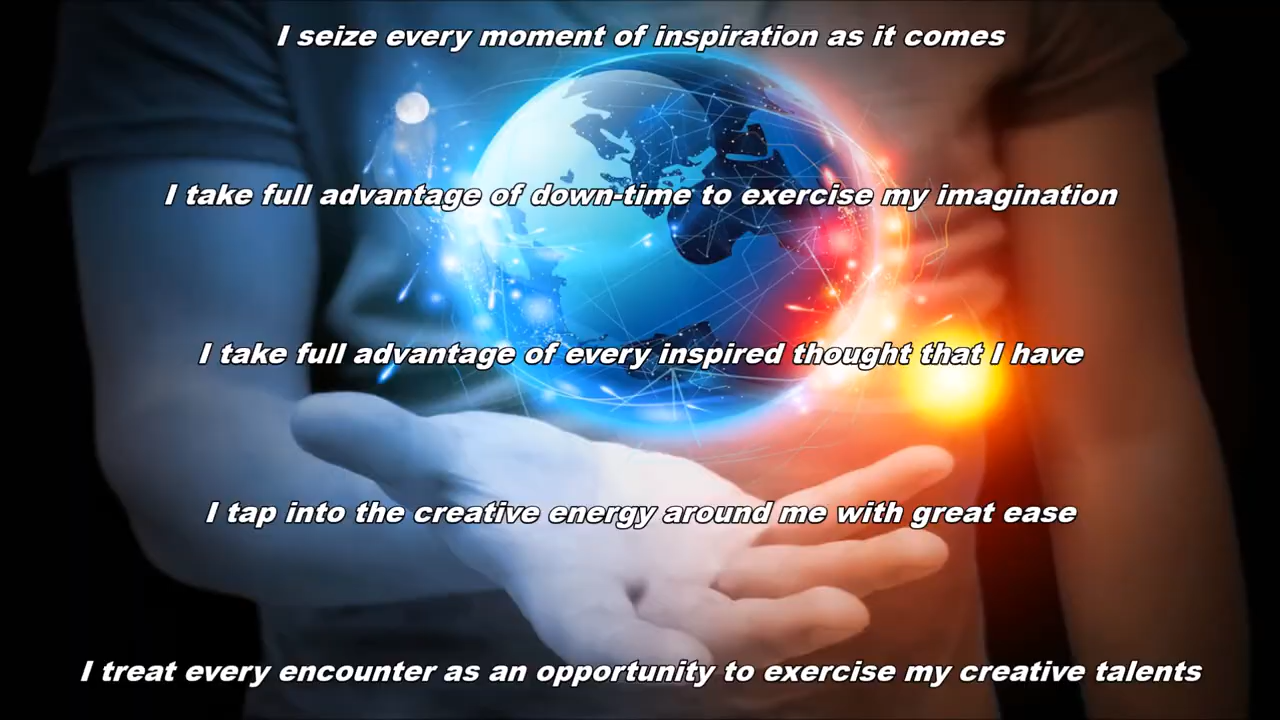 I seize every moment of inspiration as it comes
I take full advantage of down-time to exercise my imagination
I take full advantage of every inspired thought that I have
I tap into the creative energy around me with great ease
I treat every encounter as an opportunity to exercise my creative talents